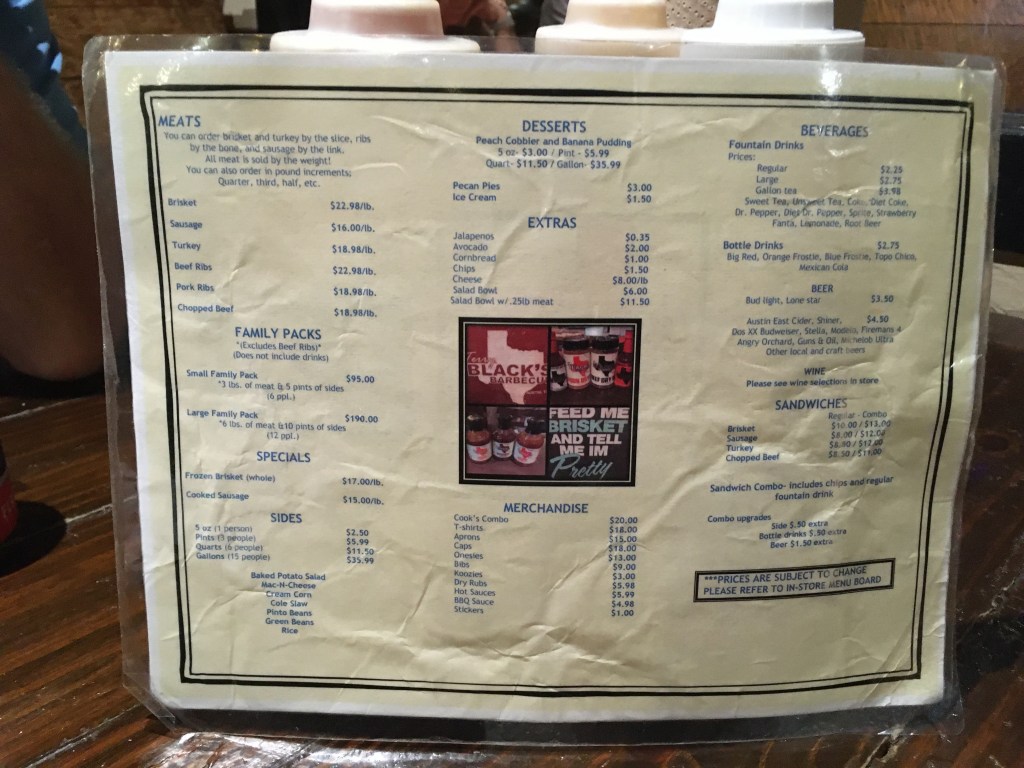 MEATS
You can order brisket and turkey by the slice, ribs
by the bone, and sausage by the link.
All meat is sold by the weight!
You can also order in pound increments:
Quarter, third, half, etc.
Brisket $22.98/lb.
Sausage $16.00/lb.
Turkey $18.98/lb.
Beef Ribs $22.98/lb.
Pork Ribs $18.98/lb.
Chopped Beef $18.98/lb.
FAMILY PACKS
*(Excludes Beef Ribs)*
(Does not include drinks)
Small Family Pack $95.00
*3 lbs. of meat & 5 pints of sides
(6 ppl.)
Large Family Pack $190.00
*6 lbs. of meat &10 pints of sides
(12 ppl.)
SPECIALS
Frozen Brisket (whole) $17.00/lb.
Cooked Sausage $15.00/lb.
SIDES
5 oz (1 person) $2.50
Pints (3 people) $5.99
Quarts (6 people) $11.50
Gallons (15 people) $35.99
Baked Potato Salad
Mac-N-Cheese
Cream Corn
Cole Slaw
Pinto Beans
Green Beans
Rice
DESSERTS
Peach Cobbler and Banana Pudding
5 oz- $3.00 / Pint - $5.99
Quart- $11.50 / Gallon- $35.99
Pecan Pies $3.00
Ice Cream $1.50
EXTRAS
Jalapenos $0.35
Avocado $2.00
Cornbread $1.00
Chips $1.50
Cheese $8.00/lb
Salad Bowl $6.00
Salad Bowl w/.25lb meat $11.50
Terry
BLACK'S
BARBECUE
FEED ME
BRISKET
AND TELL
ME IM
Pretty
MERCHANDISE
Cook's Combo $20.00
T-shirts $18.00
Aprons $15.00
Caps $18.00
Onesies $13.00
Bibs $9.00
Koozies $3.00
Dry Rubs $5.98
Hot Sauces $5.99
BBQ Sauce $4.98
Stickers $1.00
BEVERAGES
Fountain Drinks
Prices:
Regular $2.25
Large $2.75
Gallon tea $3.98
Sweet Tea, Unsweet Tea, Coke, Diet Coke,
Dr. Pepper, Diet Dr. Pepper, Sprite, Strawberry
Fanta, Lemonade, Root Beer
Bottle Drinks $2.75
Big Red, Orange Frostie, Blue Frostie, Topo Chico,
Mexican Cola
BEER
Bud light, Lone star $3.50
Austin East Cider, Shiner, $4.50
Dos XX Budweiser, Stella, Modelo, Firemans 4
Angry Orchard, Guns & Oil, Michelob Ultra
Other local and craft beers
WINE
Please see wine selections in store
SANDWICHES
Regular - Combo
Brisket $10.00 / $13.00
Sausage $8.00 / $12.00
Turkey $8.50 / $12.00
Chopped Beef $8.50 / $11.00
Sandwich Combo- includes chips and regular
fountain drink
Combo upgrades
Side $.50 extra
Bottle drinks $.50 extra
Beer $1.50 extra
***PRICES ARE SUBJECT TO CHANGE
PLEASE REFER TO IN-STORE MENU BOARD